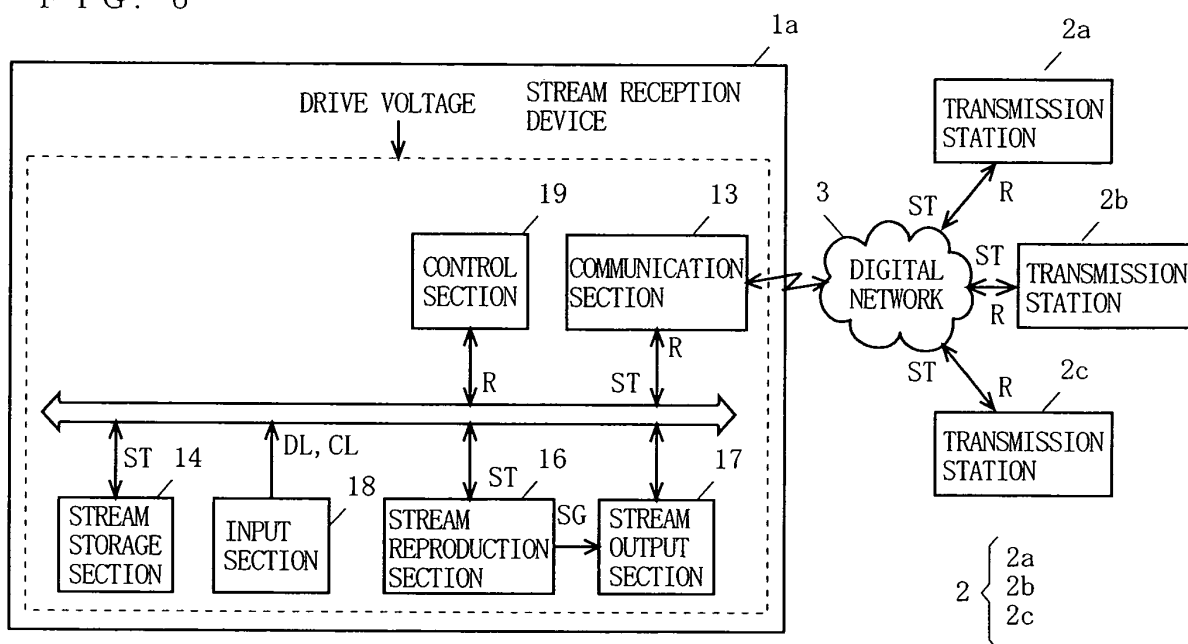 1a
2a
DRIVE VOLTAGE
STREAM RECEPTION
DEVICE
TRANSMISSION
STATION
19
13
3
ST
R
2b
CONTROL
SECTION
COMMUNICATION
SECTION
DIGITAL
NETWORK
ST
R
TRANSMISSION
STATION
R
ST
R
ST
R
2c
ST
14
DL, CL
18
ST
16
17
TRANSMISSION
STATION
STREAM
STORAGE
SECTION
INPUT
SECTION
STREAM
REPRODUCTION
SECTION
SG
STREAM
OUTPUT
SECTION
2
2a
2b
2c